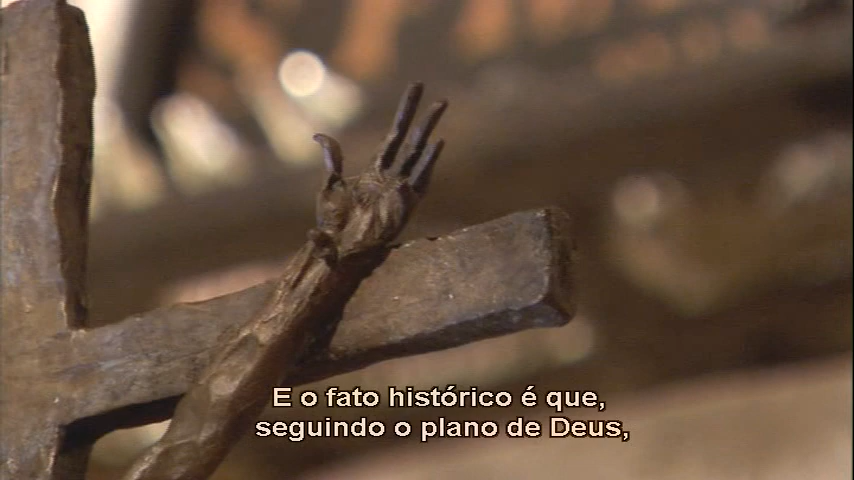 E o fato histórico é que,
seguindo o plano de Deus,